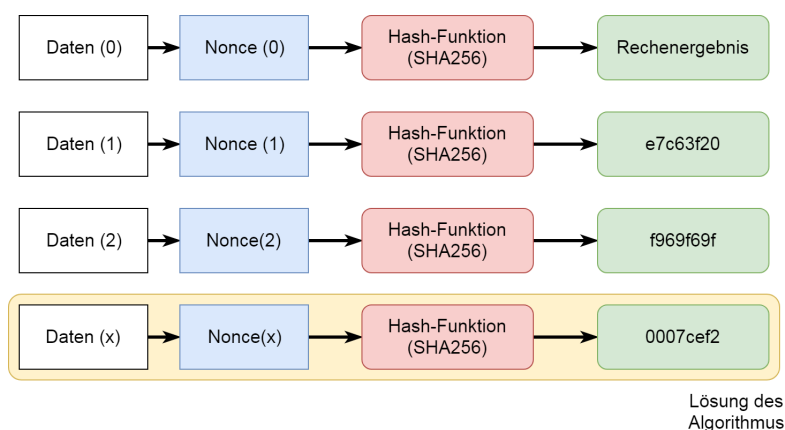 Daten (0)
Nonce (0)
Hash-Funktion
(SHA256)
Rechenergebnis
Daten (1)
Nonce (1)
Hash-Funktion
(SHA256)
e7c63f20
Daten (2)
Nonce(2)
Hash-Funktion
(SHA256)
f969f69f
Daten (x)
Nonce(x)
Hash-Funktion
(SHA256)
0007cef2
Lösung des
Algorithmus